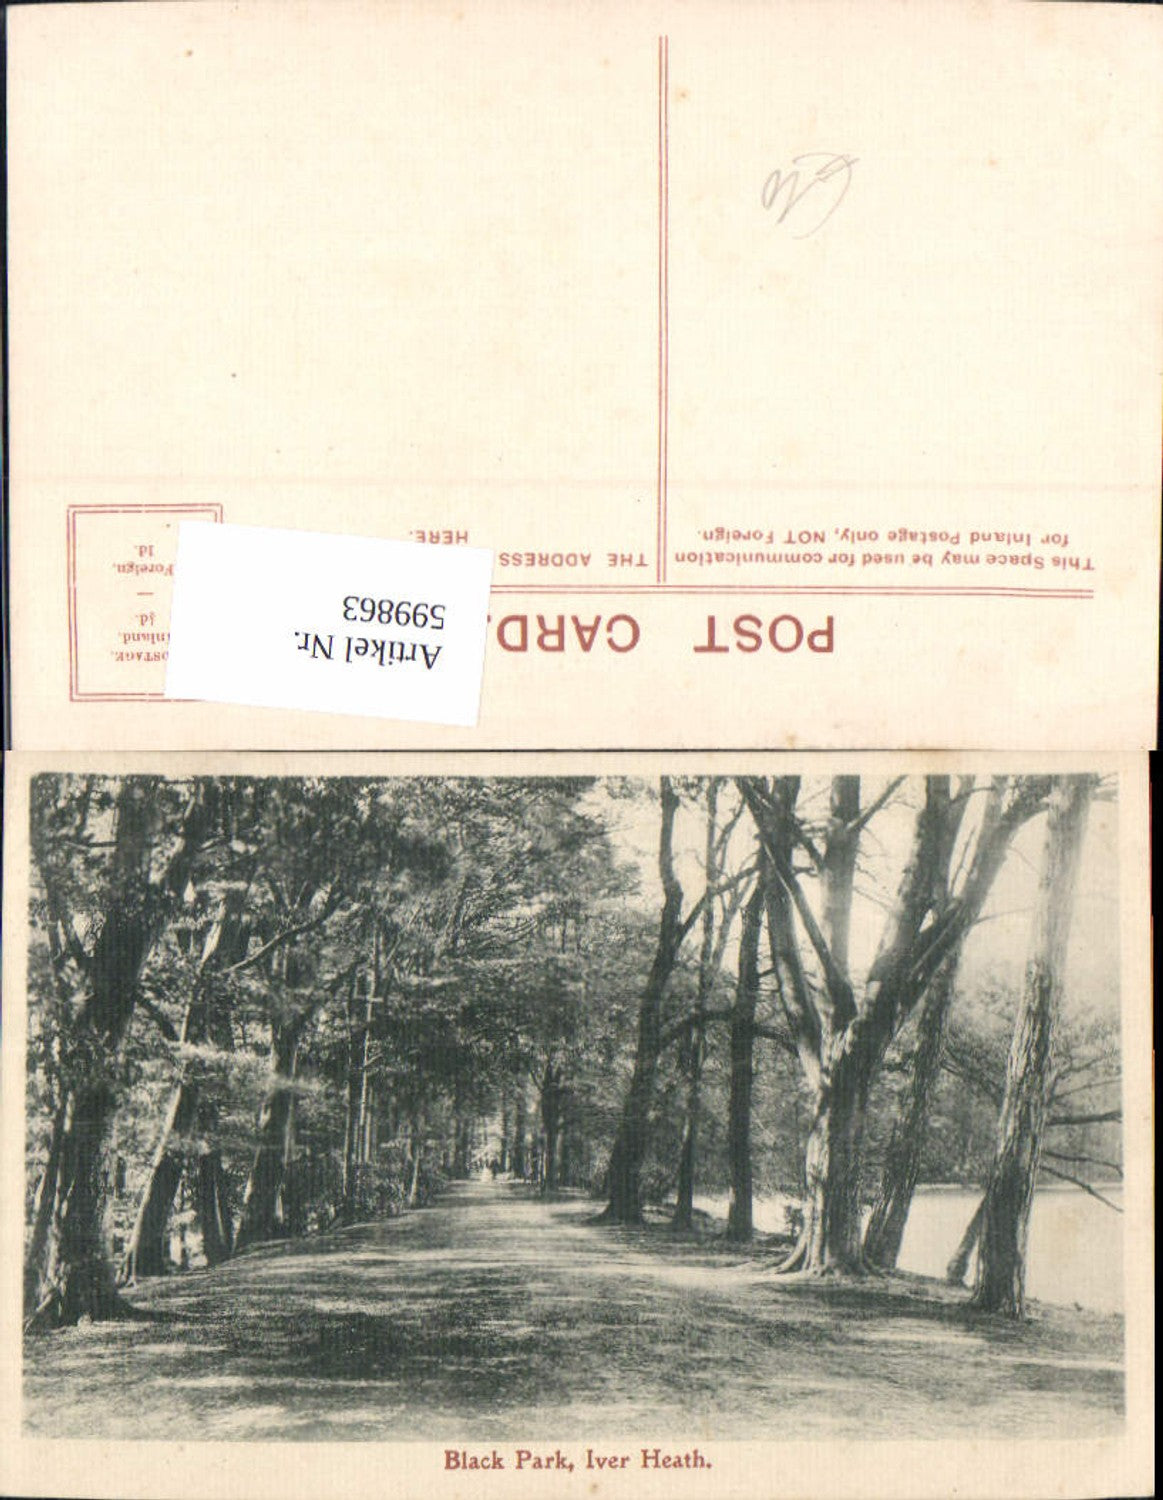 POST CARD.
This Space may be used for communication
for Inland Postage only, NOT Foreign.
THE ADDRESS
HERE.
Inland.
½d.
—
Foreign,
1d.
Artikel Nr.
599863
Black Park, Iver Heath.